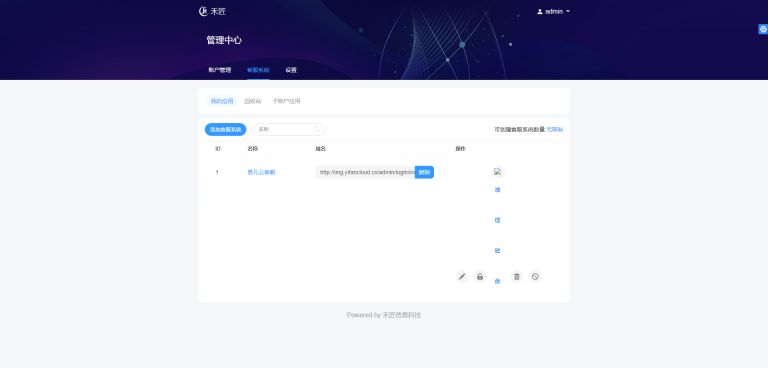 禾匠
admin
管理中心
账户管理 客服系统 设置
我的应用 回收站 子账户应用
添加客服系统 名称 可创建客服系统数量 无限制
ID 名称 域名 操作
1 易凡云客服 http://img.yifancloud.cn/admin/login/in 复制
清
理
磁
盘
Powered by 禾匠信息科技